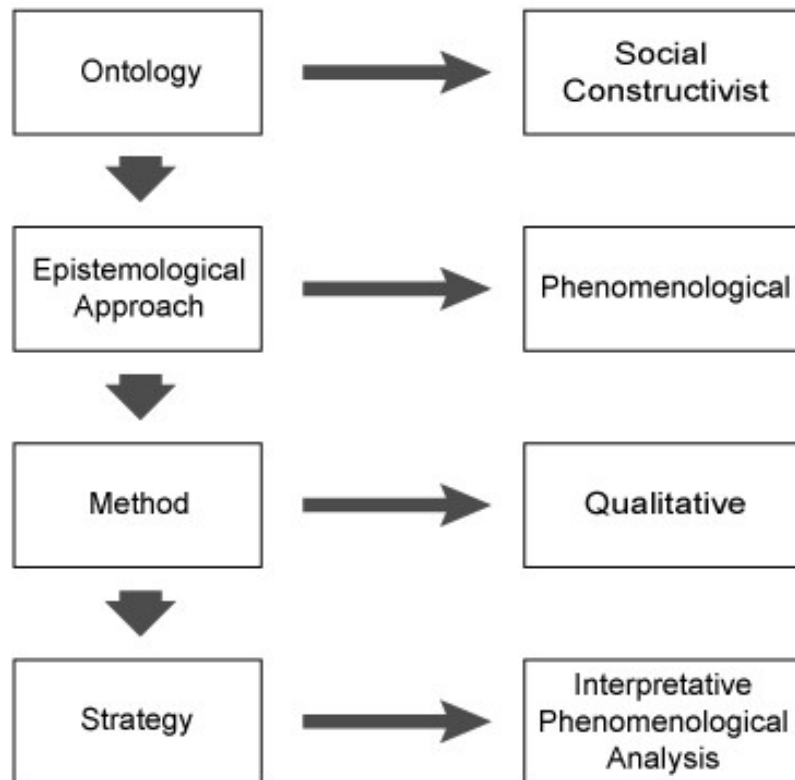 Ontology
Social
Constructivist
Epistemological
Approach
Phenomenological
Method
Qualitative
Strategy
Interpretative
Phenomenological
Analysis